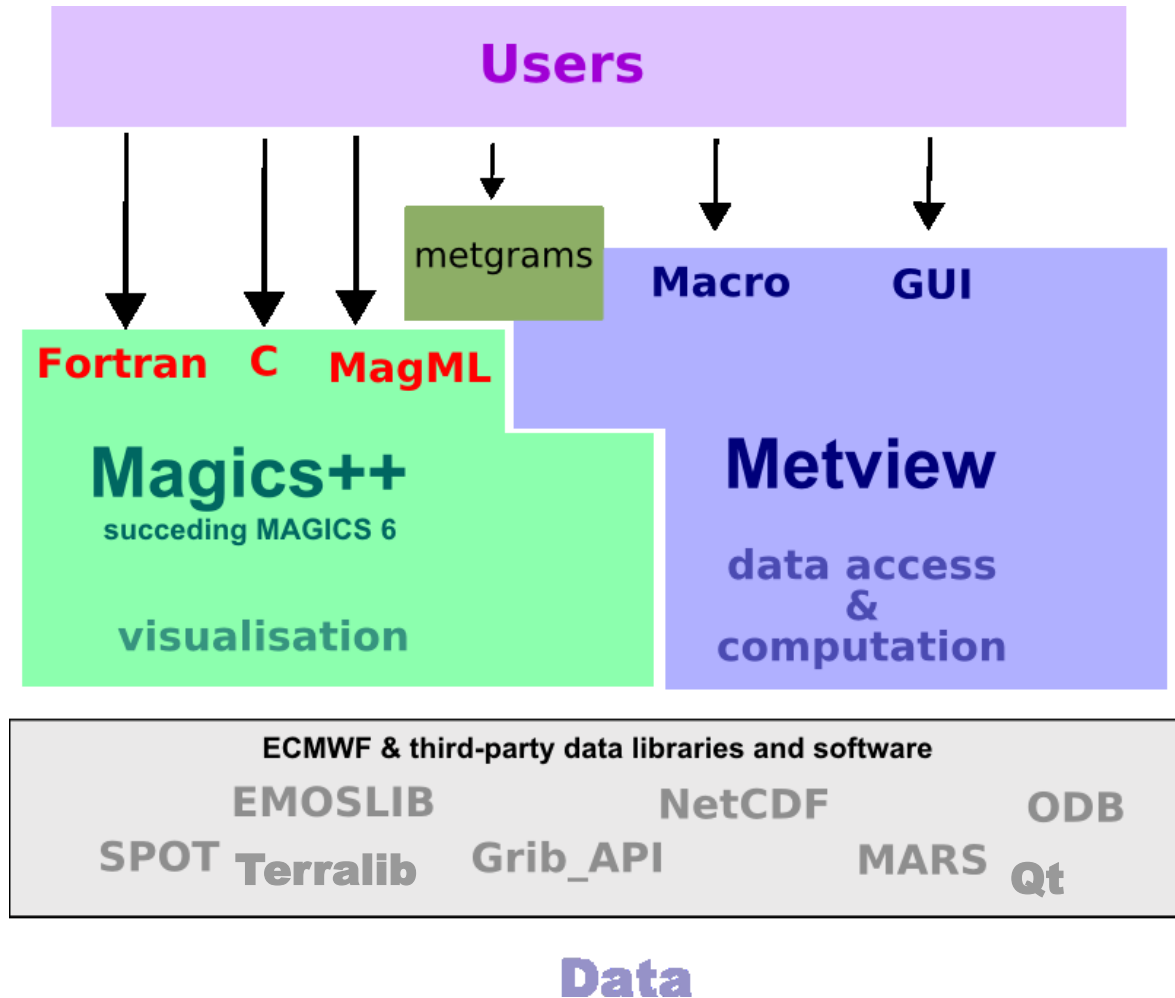 Users
metgrams
Macro GUI
Fortran C MagML
Magics++
succeding MAGICS 6
visualisation
Metview
data access
&
computation
ECMWF & third-party data libraries and software
EMOSLIB NetCDF ODB
SPOT Terralib Grib_API MARS Qt
Data